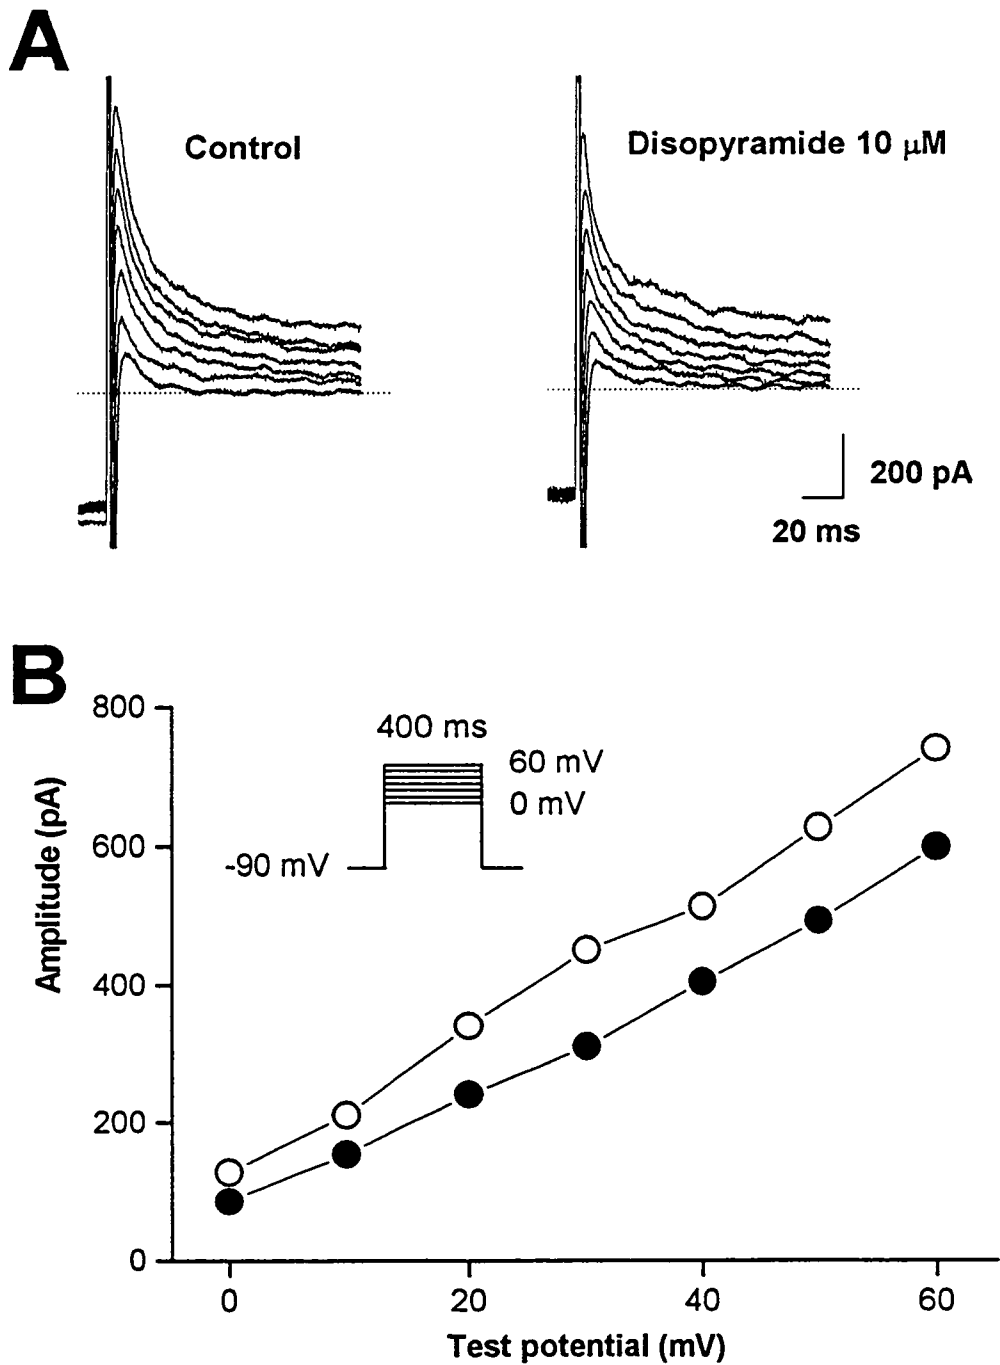 A
Control
Disopyramide 10 μM
200 pA
20 ms
B
800
600
400
200
0
Amplitude (pA)
400 ms
60 mV
0 mV
-90 mV
0
20
40
60
Test potential (mV)